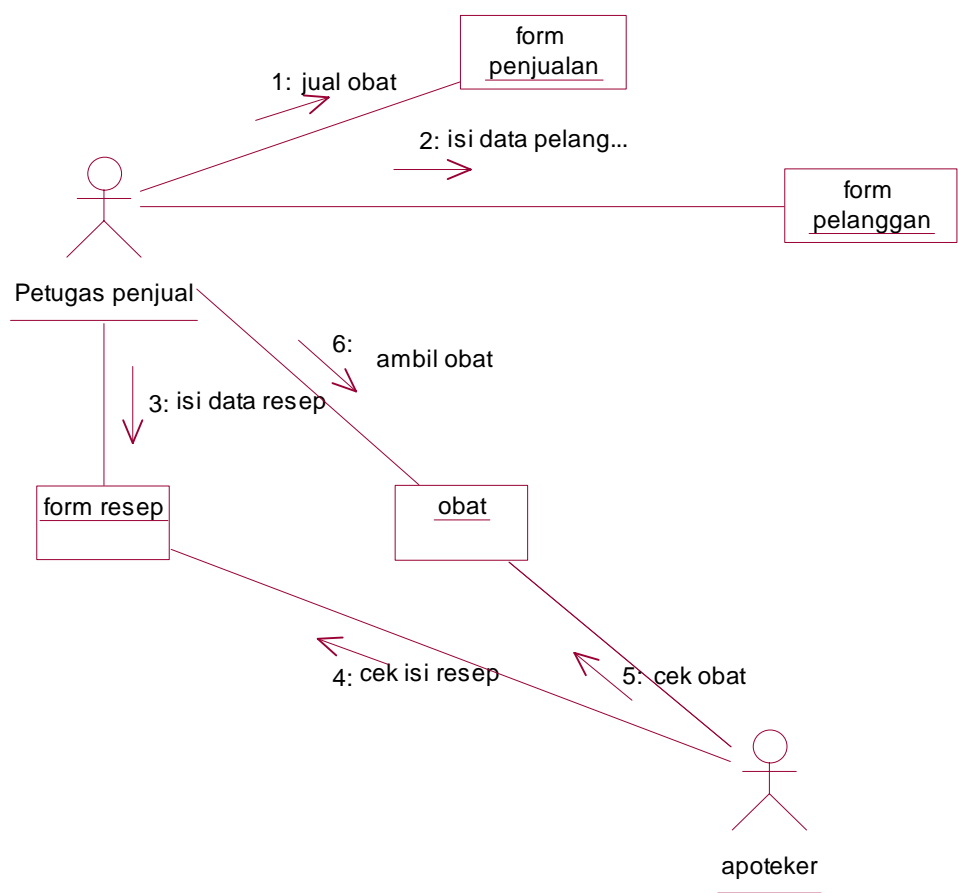 form
penjualan
1: jual obat
2: isi data pelang...
form
pelanggan
Petugas penjual
6:
ambil obat
3: isi data resep
form resep
obat
4: cek isi resep
5: cek obat
apoteker